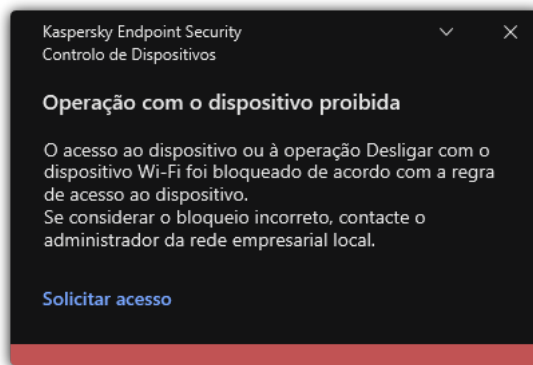 Kaspersky Endpoint Security
Controlo de Dispositivos
Operação com o dispositivo proibida
O acesso ao dispositivo ou à operação Desligar com o
dispositivo Wi-Fi foi bloqueado de acordo com a regra
de acesso ao dispositivo.
Se considerar o bloqueio incorreto, contacte o
administrador da rede empresarial local.
Solicitar acesso